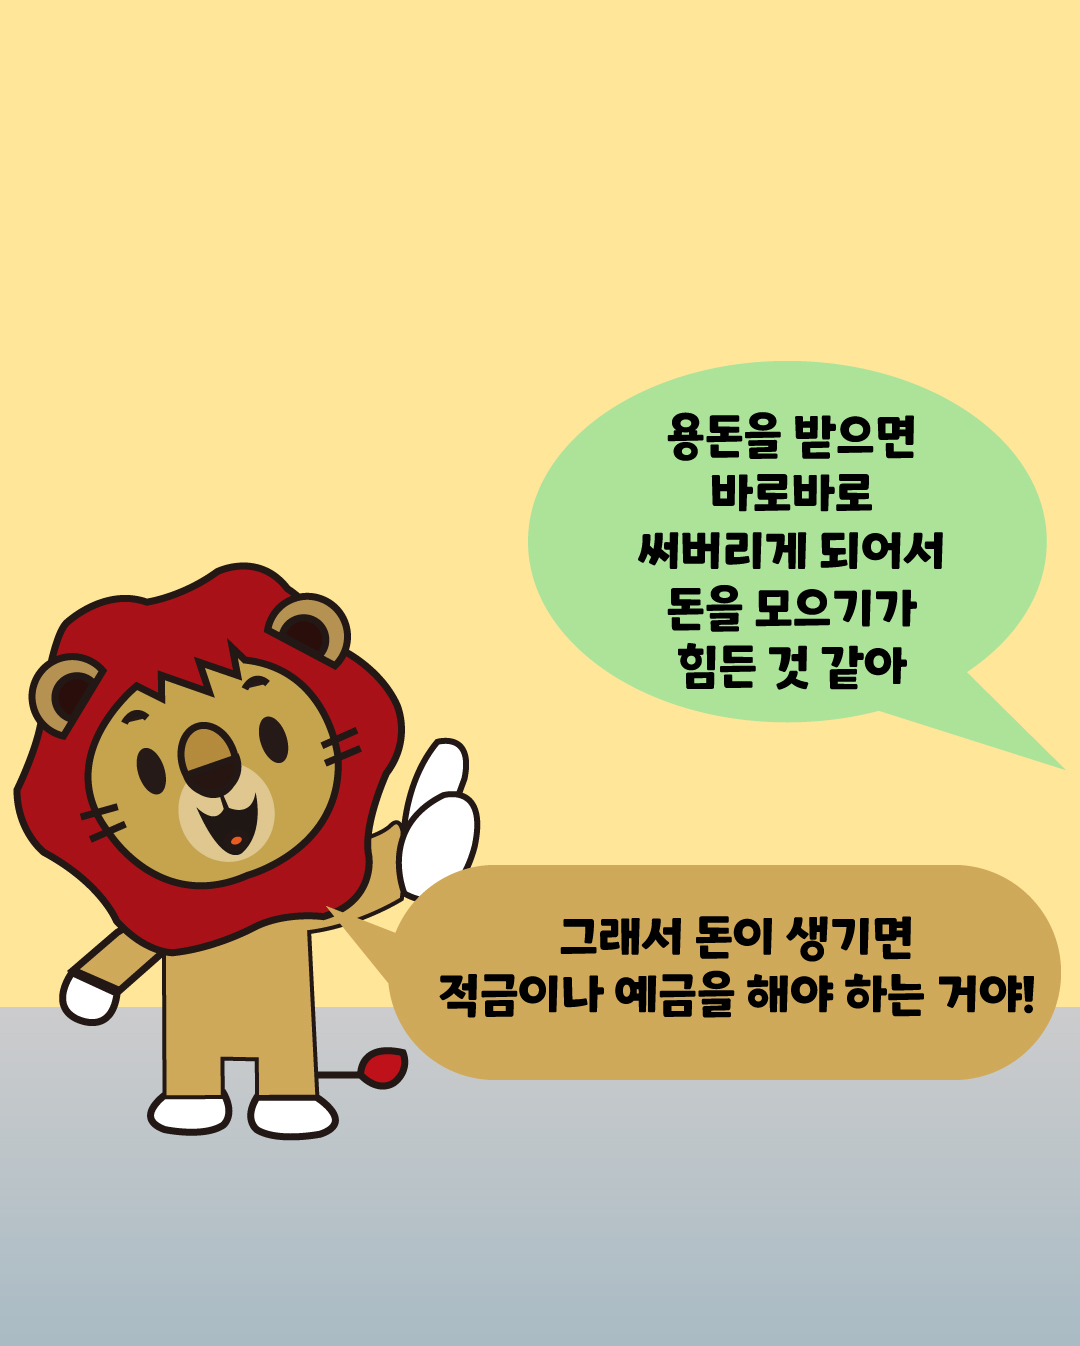 용돈을 받으면
바로바로
써버리게 되어서
돈을 모으기가
힘든 것 같아
그래서 돈이 생기면
적금이나 예금을 해야 하는 거야!